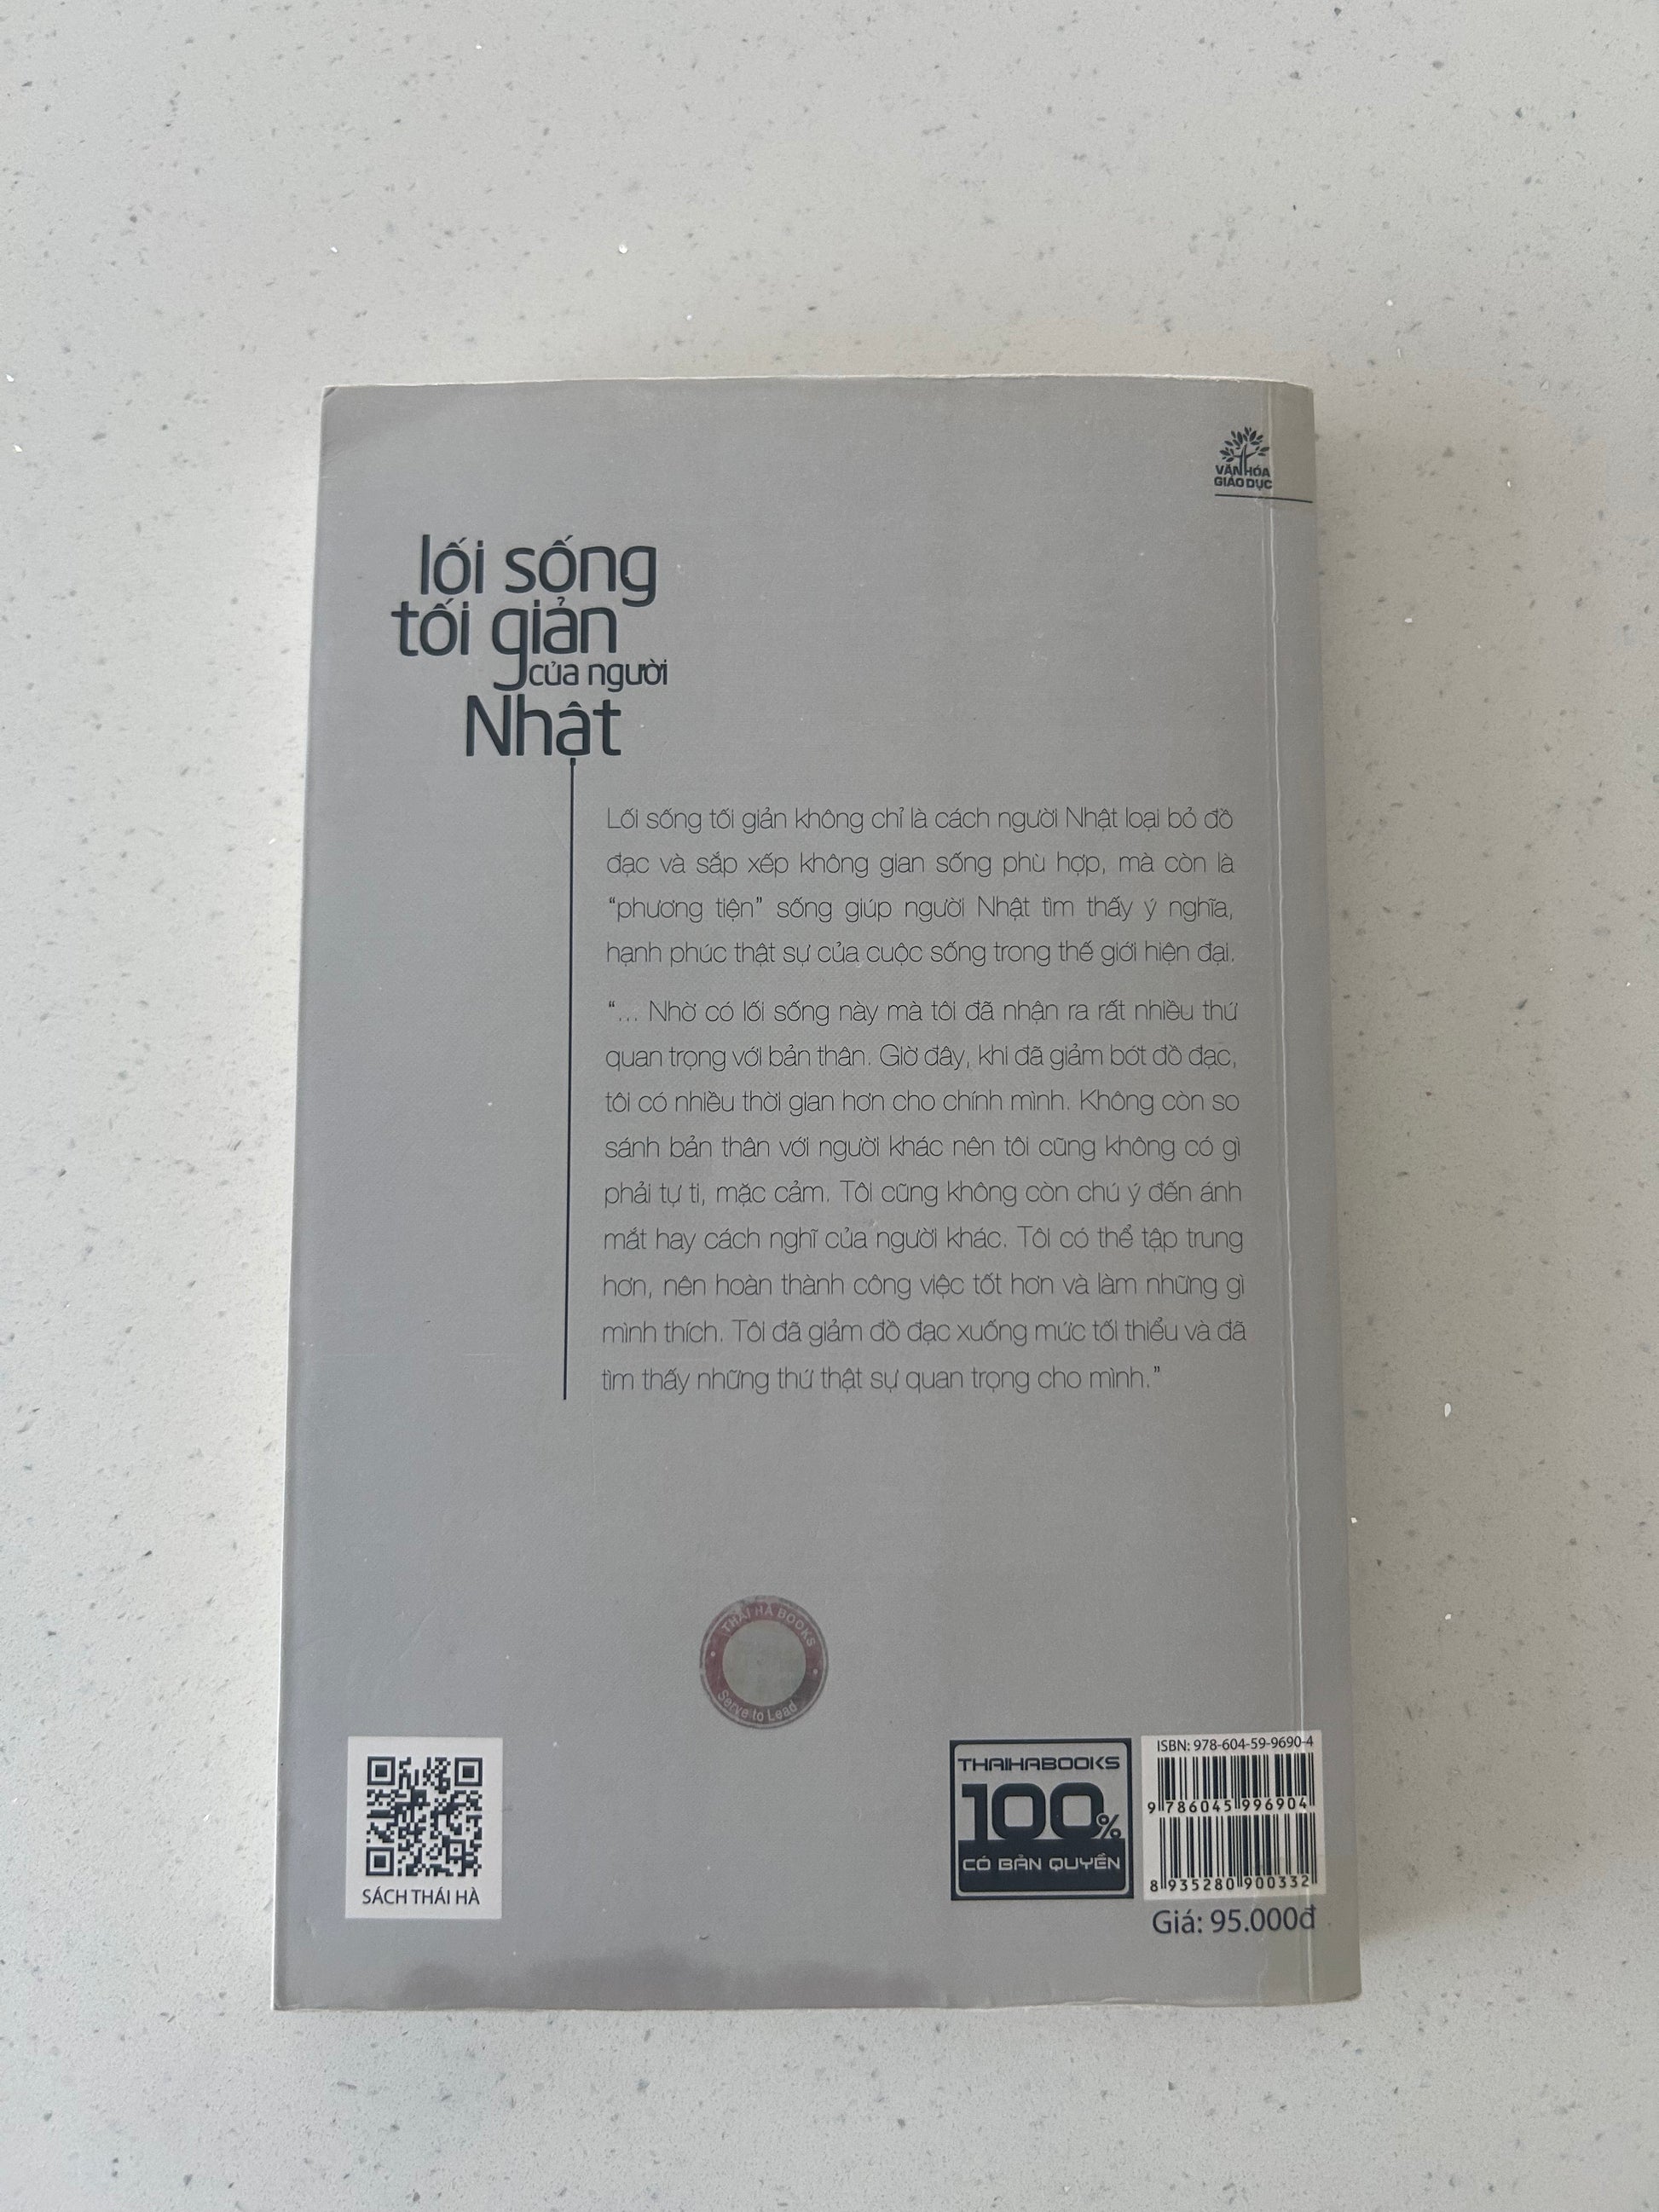 VĂN HÓA
GIÁO DỤC
lối sống
tối giản
của người
Nhật
Lối sống tối giản không chỉ là cách người Nhật loại bỏ đồ
đạc và sắp xếp không gian sống phù hợp, mà còn là
“phương tiện” sống giúp người Nhật tìm thấy ý nghĩa,
hạnh phúc thật sự của cuộc sống trong thế giới hiện đại.
“... Nhờ có lối sống này mà tôi đã nhận ra rất nhiều thứ
quan trọng với bản thân. Giờ đây, khi đã giảm bớt đồ đạc,
tôi có nhiều thời gian hơn cho chính mình. Không còn so
sánh bản thân với người khác nên tôi cũng không có gì
phải tự ti, mặc cảm. Tôi cũng không còn chú ý đến ánh
mắt hay cách nghĩ của người khác. Tôi có thể tập trung
hơn, nên hoàn thành công việc tốt hơn và làm những gì
mình thích. Tôi đã giảm đồ đạc xuống mức tối thiểu và đã
tìm thấy những thứ thật sự quan trọng cho mình.”
THÁI HÀ BOOKS
Serve to Lead
SÁCH THÁI HÀ
THAIHABOOKS
100%
CÓ BẢN QUYỀN
ISBN: 978-604-59-9690-4
9 786045 996904
8 935280 900332
Giá: 95.000đ